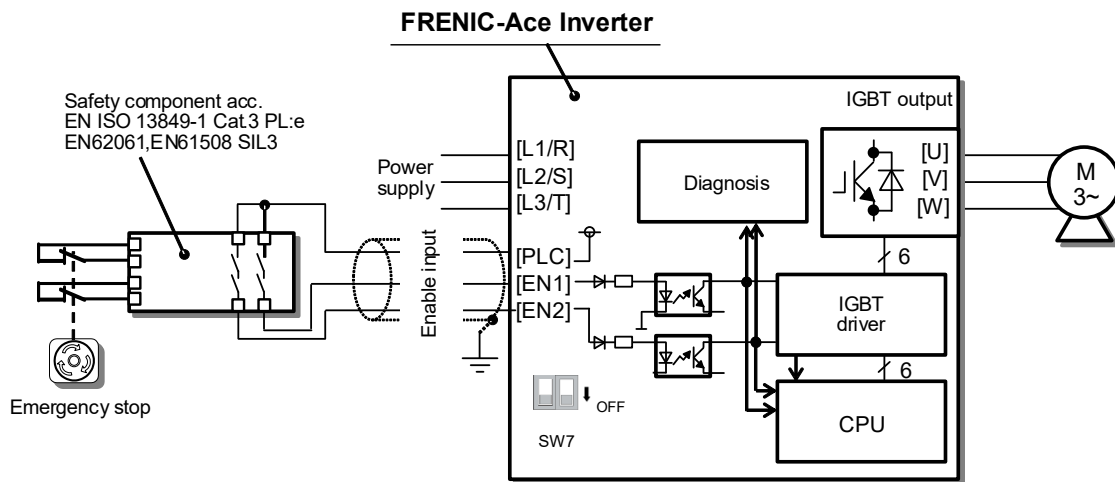 FRENIC-Ace Inverter
Safety component acc.
EN ISO 13849-1 Cat.3 PL:e
EN62061,EN61508 SIL3
IGBT output
Power
supply
[L1/R]
[L2/S]
[L3/T]
Diagnosis
[U]
[V]
[W]
M
3~
Enable input
[PLC]
[EN1]
[EN2]
6
IGBT
driver
6
CPU
OFF
SW7
Emergency stop